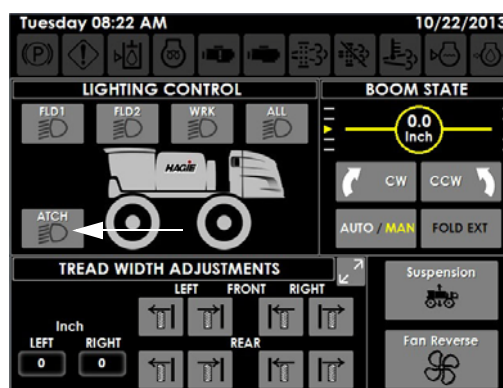 Tuesday 08:22 AM 10/22/2013
(P)
LIGHTING CONTROL
FLD1 FLD2 WRK ALL
HAGIE
ATCH
BOOM STATE
0.0
Inch
CW CCW
AUTO / MAN FOLD EXT
TREAD WIDTH ADJUSTMENTS
LEFT FRONT RIGHT
Inch
LEFT RIGHT
0 0
REAR
Suspension
Fan Reverse